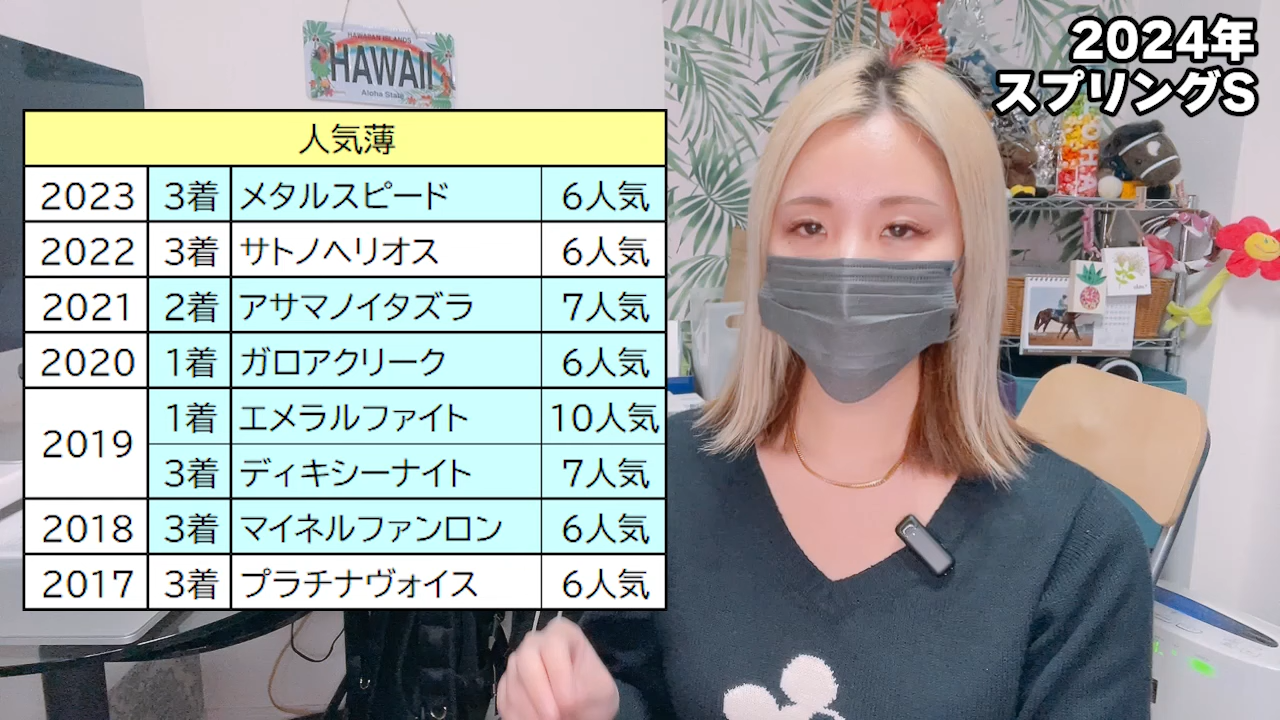 2024年
スプリングS
HAWAIIAN ISLANDS
HAWAII
Aloha State
人気薄
2023 3着 メタルスピード 6人気
2022 3着 サトノヘリオス 6人気
2021 2着 アサマノイタズラ 7人気
2020 1着 ガロアクリーク 6人気
2019 1着 エメラルファイト 10人気
3着 ディキシーナイト 7人気
2018 3着 マイネルファンロン 6人気
2017 3着 プラチナヴォイス 6人気